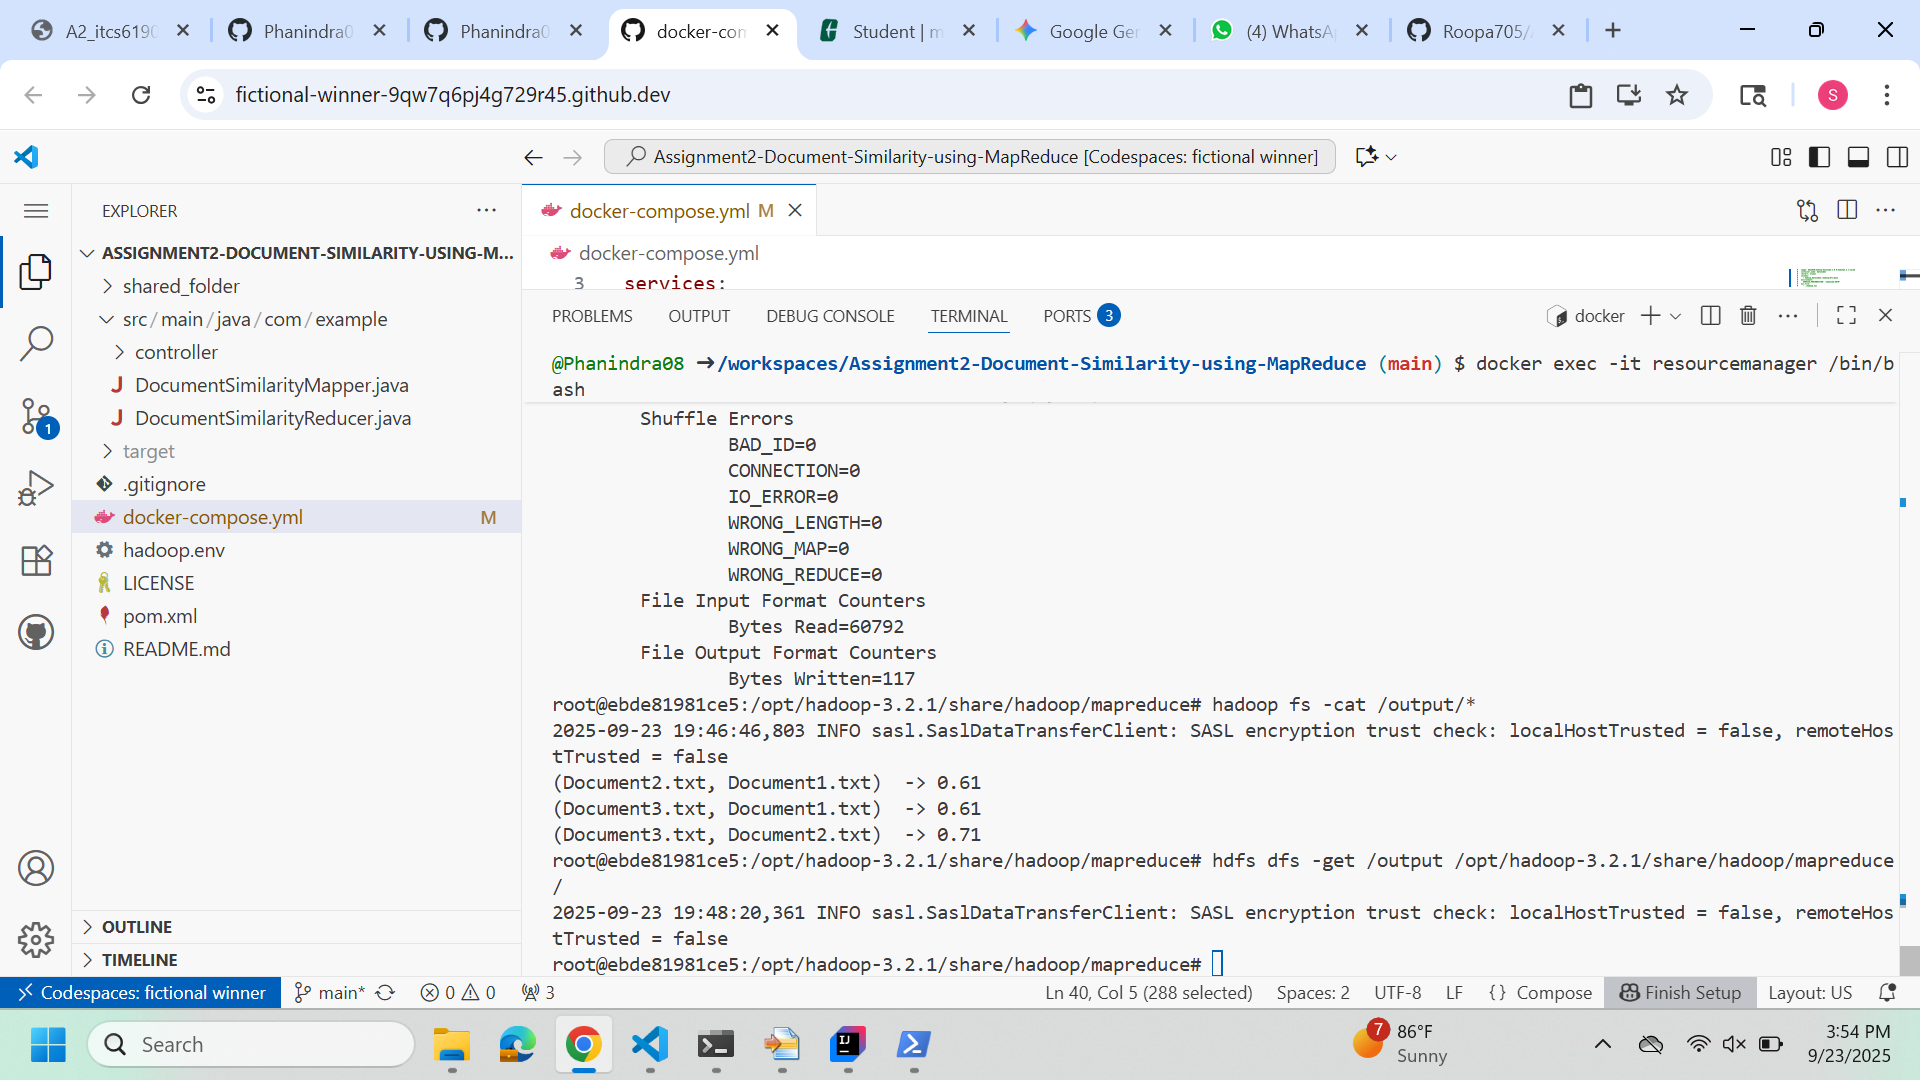 A2_itcs6190
Phanindra0
Phanindra0
docker-com
Student | m
Google Ger
(4) WhatsAp
Roopa705/
fictional-winner-9qw7q6pj4g729r45.github.dev
S
Assignment2-Document-Similarity-using-MapReduce [Codespaces: fictional winner]
EXPLORER
ASSIGNMENT2-DOCUMENT-SIMILARITY-USING-M...
shared_folder
src/main/java/com/example
controller
J DocumentSimilarityMapper.java
J DocumentSimilarityReducer.java
target
.gitignore
docker-compose.yml M
hadoop.env
LICENSE
pom.xml
README.md
1
OUTLINE
TIMELINE
docker-compose.yml M
docker-compose.yml
3 services:
PROBLEMS OUTPUT DEBUG CONSOLE TERMINAL PORTS 3
docker
@Phanindra08 ➜/workspaces/Assignment2-Document-Similarity-using-MapReduce (main) $ docker exec -it resourcemanager /bin/b
ash
Shuffle Errors
BAD_ID=0
CONNECTION=0
IO_ERROR=0
WRONG_LENGTH=0
WRONG_MAP=0
WRONG_REDUCE=0
File Input Format Counters
Bytes Read=60792
File Output Format Counters
Bytes Written=117
root@ebde81981ce5:/opt/hadoop-3.2.1/share/hadoop/mapreduce# hadoop fs -cat /output/*
2025-09-23 19:46:46,803 INFO sasl.SaslDataTransferClient: SASL encryption trust check: localHostTrusted = false, remoteHos
tTrusted = false
(Document2.txt, Document1.txt)  -> 0.61
(Document3.txt, Document1.txt)  -> 0.61
(Document3.txt, Document2.txt)  -> 0.71
root@ebde81981ce5:/opt/hadoop-3.2.1/share/hadoop/mapreduce# hdfs dfs -get /output /opt/hadoop-3.2.1/share/hadoop/mapreduce
/
2025-09-23 19:48:20,361 INFO sasl.SaslDataTransferClient: SASL encryption trust check: localHostTrusted = false, remoteHos
tTrusted = false
root@ebde81981ce5:/opt/hadoop-3.2.1/share/hadoop/mapreduce#
Codespaces: fictional winner
main*
0 0
3
Ln 40, Col 5 (288 selected)
Spaces: 2
UTF-8
LF
{} Compose
Finish Setup
Layout: US
Search
7
86°F
Sunny
3:54 PM
9/23/2025